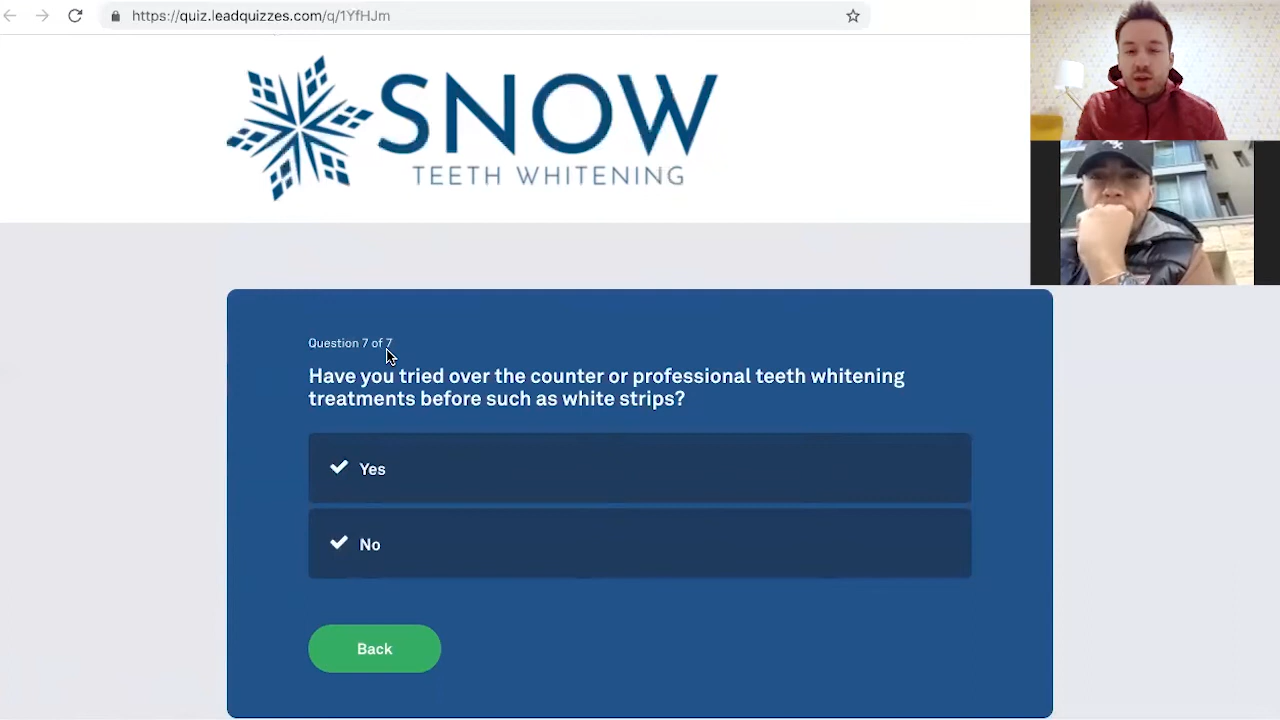 https://quiz.leadquizzes.com/q/1YfHJm
SNOW
TEETH WHITENING
Question 7 of 7
Have you tried over the counter or professional teeth whitening
treatments before such as white strips?
Yes
No
Back